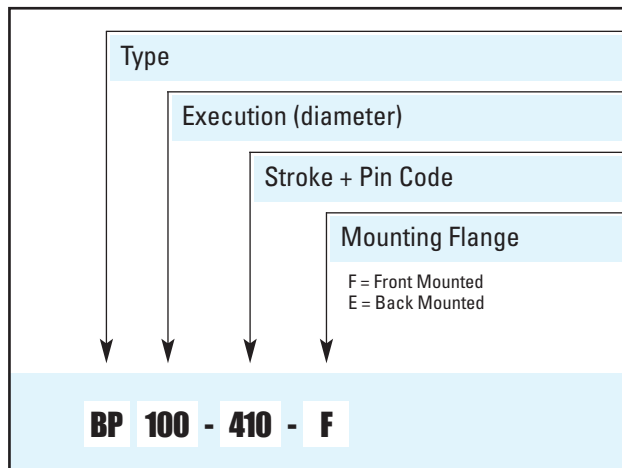 Type
Execution (diameter)
Stroke + Pin Code
Mounting Flange
F = Front Mounted
E = Back Mounted
BP 100 - 410 - F